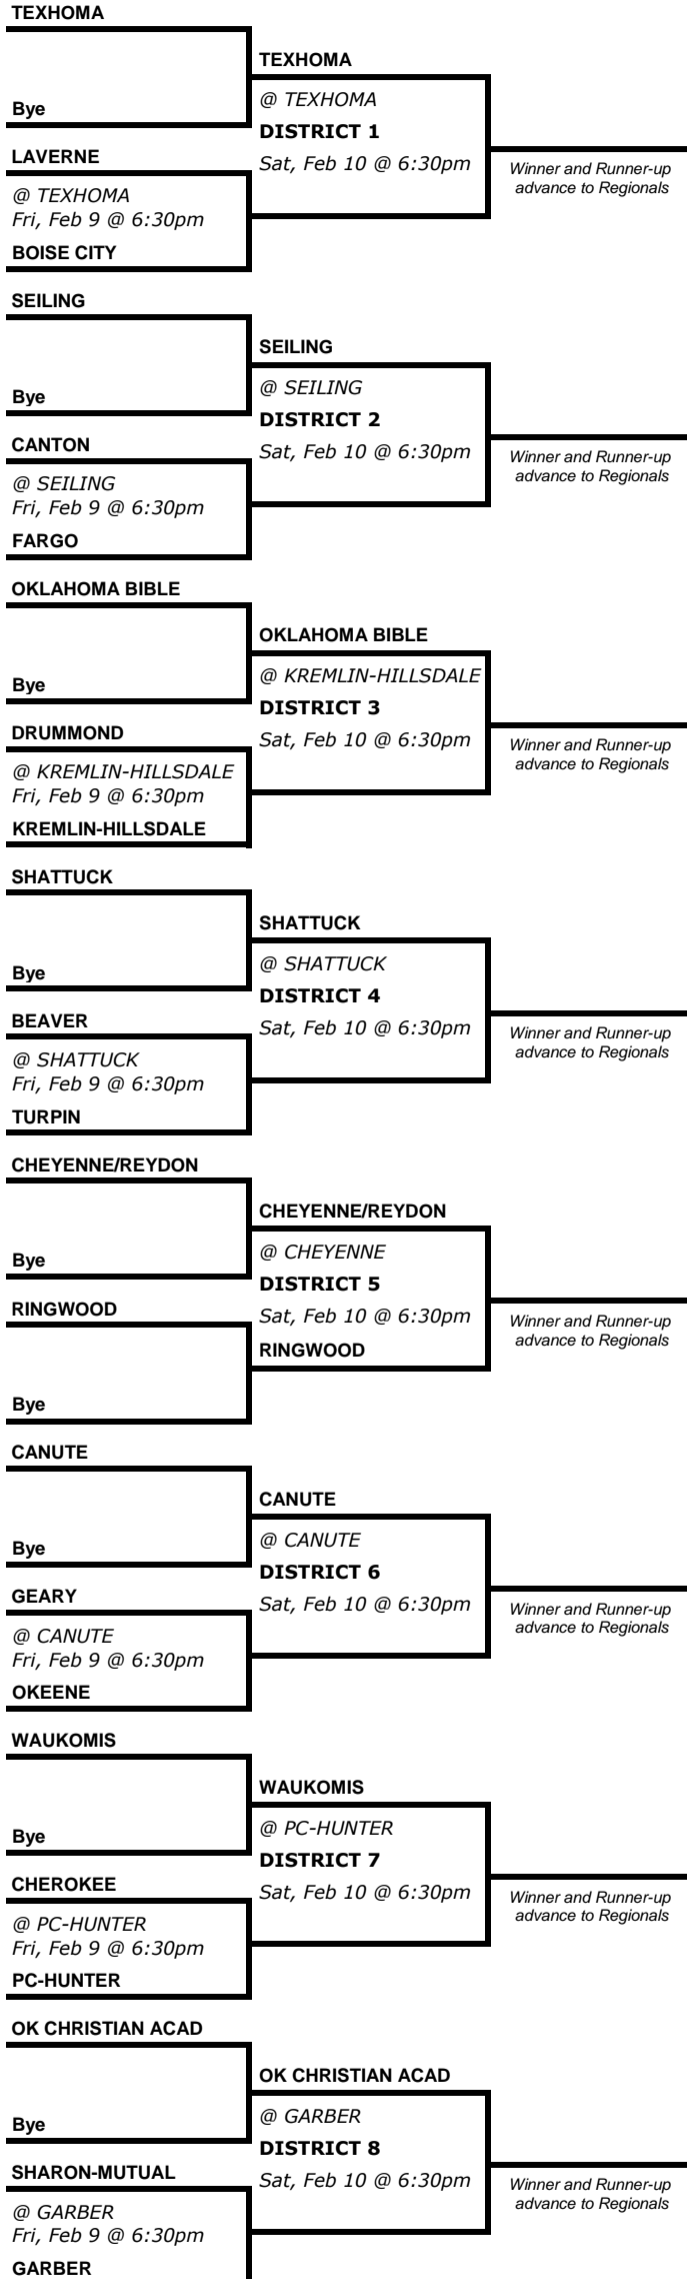 TEXHOMA
TEXHOMA
@ TEXHOMA
Bye
DISTRICT 1
LAVERNE
Sat, Feb 10 @ 6:30pm
Winner and Runner-up
advance to Regionals
@ TEXHOMA
Fri, Feb 9 @ 6:30pm
BOISE CITY
SEILING
SEILING
@ SEILING
Bye
DISTRICT 2
CANTON
Sat, Feb 10 @ 6:30pm
Winner and Runner-up
advance to Regionals
@ SEILING
Fri, Feb 9 @ 6:30pm
FARGO
OKLAHOMA BIBLE
OKLAHOMA BIBLE
@ KREMLIN-HILLSDALE
Bye
DISTRICT 3
DRUMMOND
Sat, Feb 10 @ 6:30pm
Winner and Runner-up
advance to Regionals
@ KREMLIN-HILLSDALE
Fri, Feb 9 @ 6:30pm
KREMLIN-HILLSDALE
SHATTUCK
SHATTUCK
@ SHATTUCK
Bye
DISTRICT 4
BEAVER
Sat, Feb 10 @ 6:30pm
Winner and Runner-up
advance to Regionals
@ SHATTUCK
Fri, Feb 9 @ 6:30pm
TURPIN
CHEYENNE/REYDON
CHEYENNE/REYDON
@ CHEYENNE
Bye
DISTRICT 5
RINGWOOD
Sat, Feb 10 @ 6:30pm
Winner and Runner-up
advance to Regionals
RINGWOOD
Bye
CANUTE
CANUTE
@ CANUTE
Bye
DISTRICT 6
GEARY
Sat, Feb 10 @ 6:30pm
Winner and Runner-up
advance to Regionals
@ CANUTE
Fri, Feb 9 @ 6:30pm
OKEENE
WAUKOMIS
WAUKOMIS
@ PC-HUNTER
Bye
DISTRICT 7
CHEROKEE
Sat, Feb 10 @ 6:30pm
Winner and Runner-up
advance to Regionals
@ PC-HUNTER
Fri, Feb 9 @ 6:30pm
PC-HUNTER
OK CHRISTIAN ACAD
OK CHRISTIAN ACAD
@ GARBER
Bye
DISTRICT 8
SHARON-MUTUAL
Sat, Feb 10 @ 6:30pm
Winner and Runner-up
advance to Regionals
@ GARBER
Fri, Feb 9 @ 6:30pm
GARBER